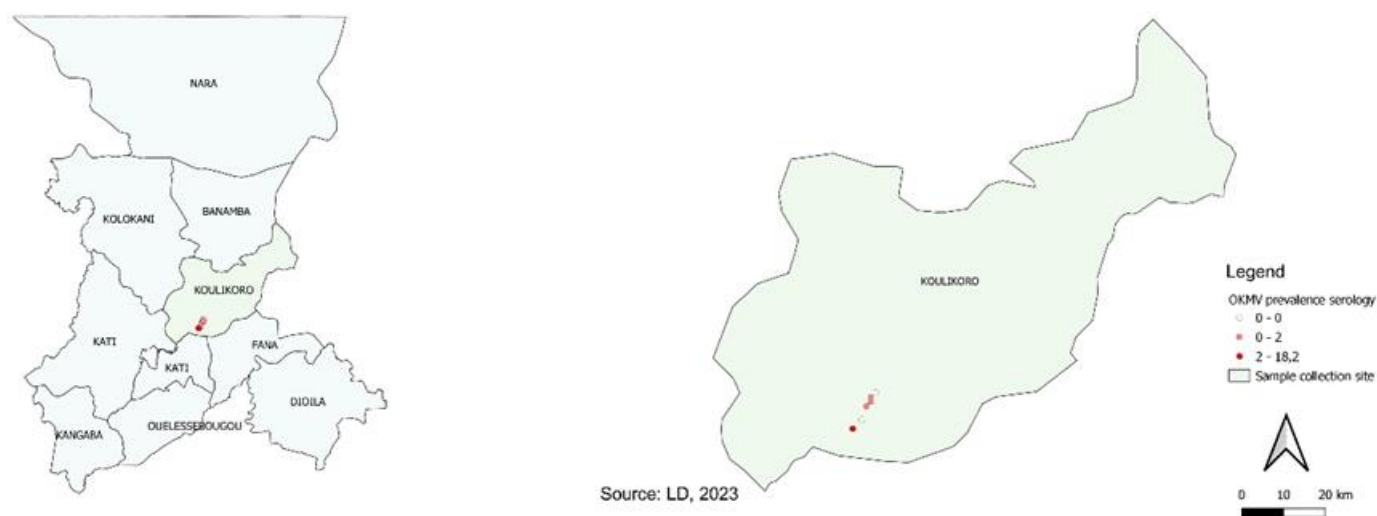 NARA
KOLOKANI
BANAMBA
KOULIKORO
KATI
FANA
KATI
DIOILA
OUELESSEBOUGOU
KANGABA
KOULIKORO
Legend
OKMV prevalence serology
0 - 0
0 - 2
2 - 18,2
Sample collection site
Source: LD, 2023
0 10 20 km